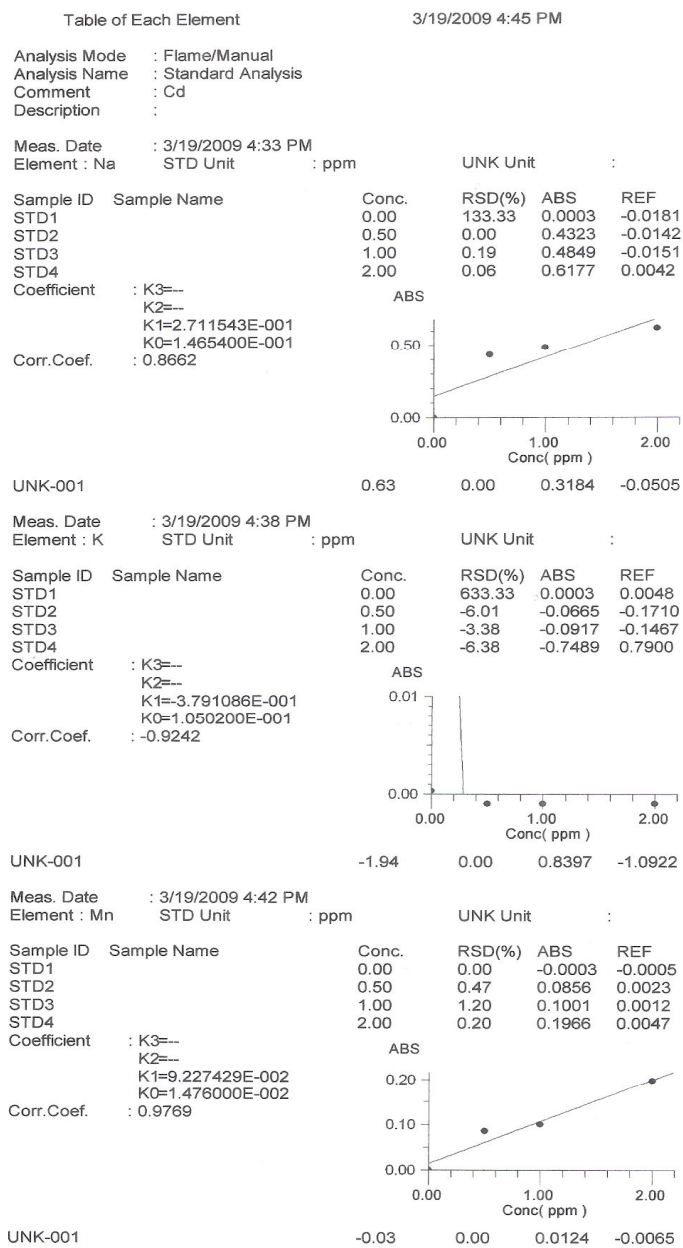 Table of Each Element 3/19/2009 4:45 PM
Analysis Mode : Flame/Manual
Analysis Name : Standard Analysis
Comment : Cd
Description :
Meas. Date : 3/19/2009 4:33 PM
Element : Na STD Unit : ppm UNK Unit :
Sample ID Sample Name Conc. RSD(%) ABS REF
STD1 0.00 133.33 0.0003 -0.0181
STD2 0.50 0.00 0.4323 -0.0142
STD3 1.00 0.19 0.4849 -0.0151
STD4 2.00 0.06 0.6177 0.0042
Coefficient : K3=--
K2=--
K1=2.711543E-001
K0=1.465400E-001
Corr.Coef. : 0.8662
ABS
0.50
0.00
0.00 1.00 2.00
Conc( ppm )
UNK-001 0.63 0.00 0.3184 -0.0505
Meas. Date : 3/19/2009 4:38 PM
Element : K STD Unit : ppm UNK Unit :
Sample ID Sample Name Conc. RSD(%) ABS REF
STD1 0.00 633.33 0.0003 0.0048
STD2 0.50 -6.01 -0.0665 -0.1710
STD3 1.00 -3.38 -0.0917 -0.1467
STD4 2.00 -6.38 -0.7489 0.7900
Coefficient : K3=--
K2=--
K1=-3.791086E-001
K0=1.050200E-001
Corr.Coef. : -0.9242
ABS
0.01
0.00
0.00 1.00 2.00
Conc( ppm )
UNK-001 -1.94 0.00 0.8397 -1.0922
Meas. Date : 3/19/2009 4:42 PM
Element : Mn STD Unit : ppm UNK Unit :
Sample ID Sample Name Conc. RSD(%) ABS REF
STD1 0.00 0.00 -0.0003 -0.0005
STD2 0.50 0.47 0.0856 0.0023
STD3 1.00 1.20 0.1001 0.0012
STD4 2.00 0.20 0.1966 0.0047
Coefficient : K3=--
K2=--
K1=9.227429E-002
K0=1.476000E-002
Corr.Coef. : 0.9769
ABS
0.20
0.10
0.00
0.00 1.00 2.00
Conc( ppm )
UNK-001 -0.03 0.00 0.0124 -0.0065